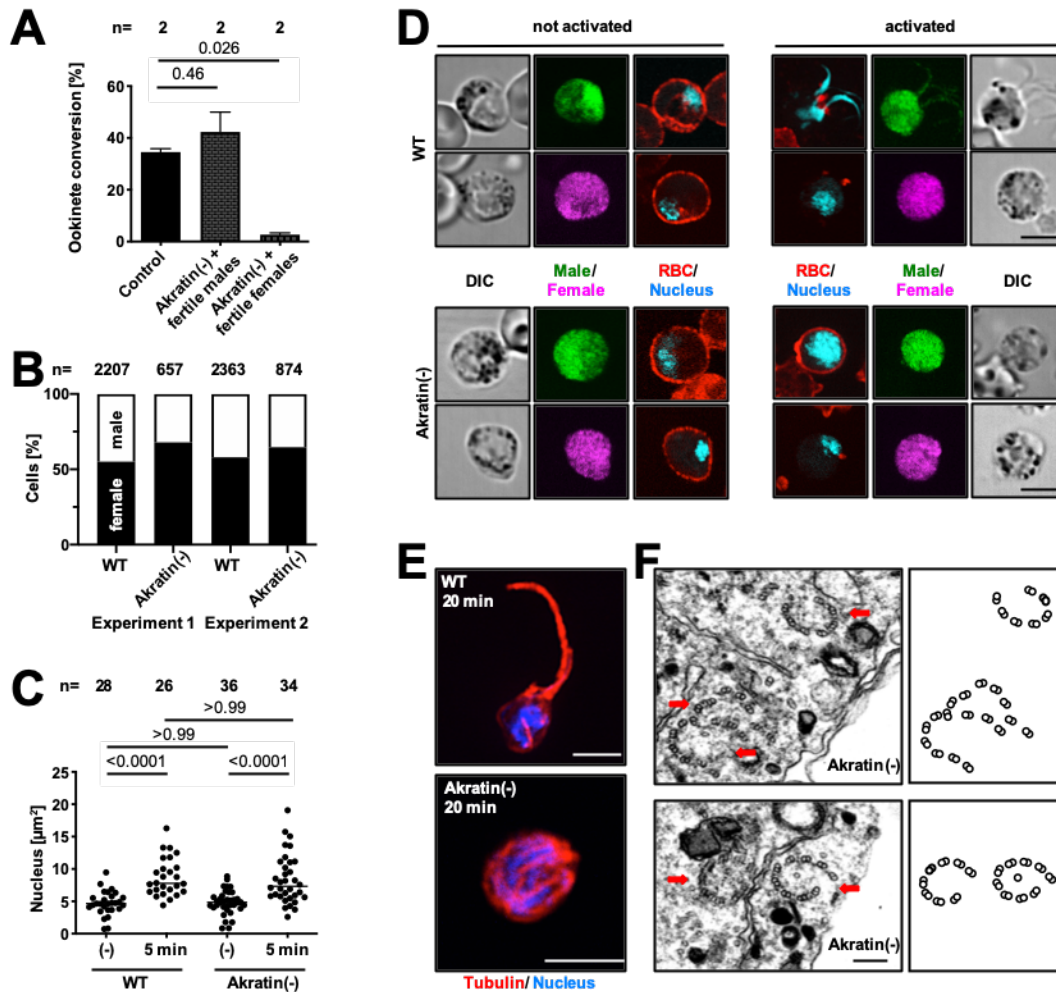 A
n= 2 2 2
0.026
0.46
Ookinete conversion [%]
60
40
20
0
Control
Akratin(-) +
fertile males
Akratin(-) +
fertile females
B
n= 2207 657 2363 874
Cells [%]
100
50
0
male
female
WT
Akratin(-)
WT
Akratin(-)
Experiment 1 Experiment 2
C
n= 28 26 36 34
>0.99
>0.99
<0.0001 <0.0001
Nucleus [µm²]
25
20
15
10
5
0
(-) 5 min (-) 5 min
WT Akratin(-)
D
not activated activated
WT
DIC
Male/
Female
RBC/
Nucleus
RBC/
Nucleus
Male/
Female
DIC
Akratin(-)
E
WT
20 min
Akratin(-)
20 min
Tubulin/ Nucleus
F
Akratin(-)
Akratin(-)